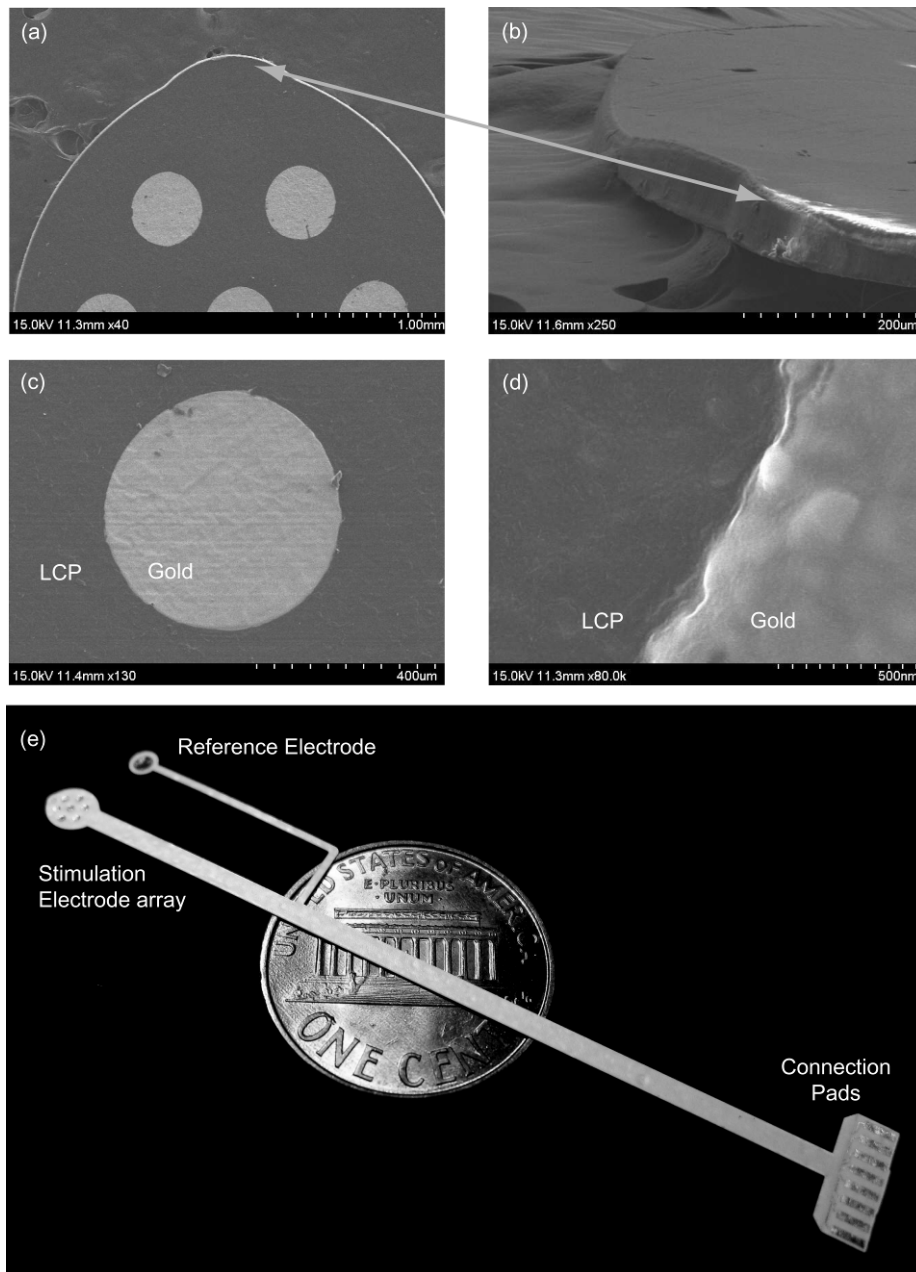 (a)
15.0kV 11.3mm x40
1.00mm
(b)
15.0kV 11.6mm x250
200um
(c)
LCP
Gold
15.0kV 11.4mm x130
400um
(d)
LCP
Gold
15.0kV 11.3mm x80.0k
500nm
(e)
Reference Electrode
Stimulation
Electrode array
UNITED STATES OF AMERICA
E·PLURIBUS
·UNUM·
ONE CENT
Connection
Pads